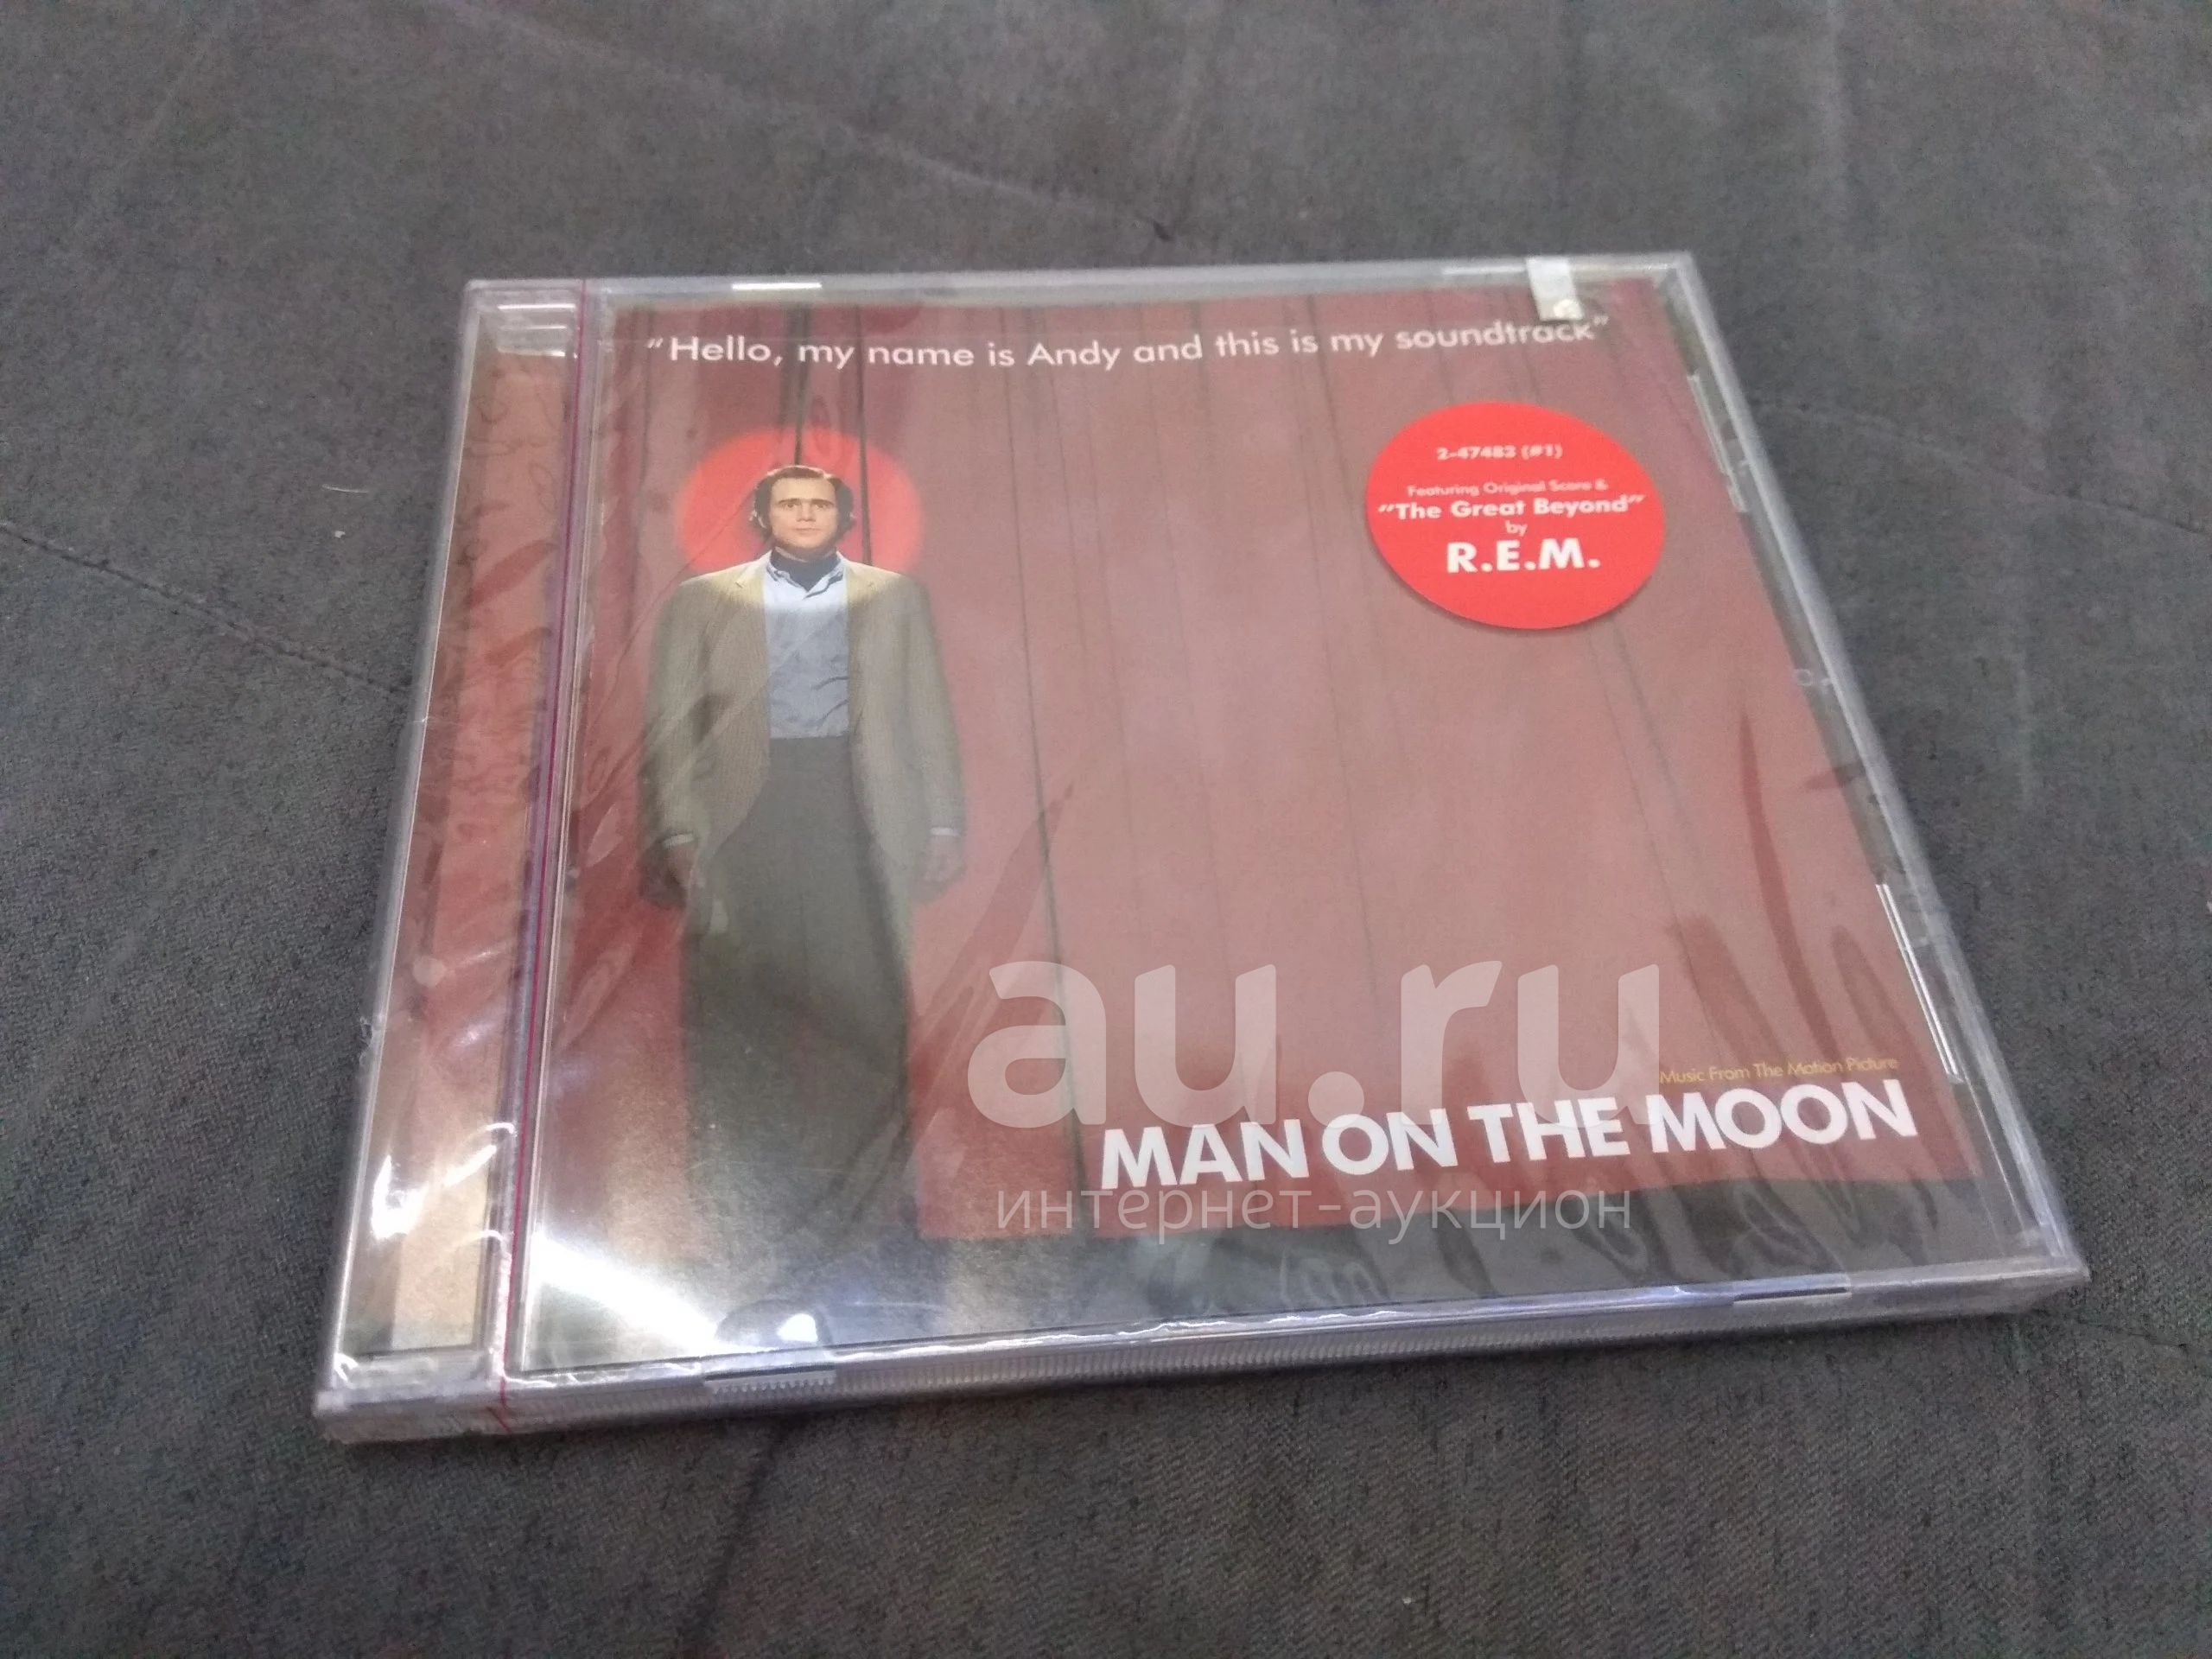 "Hello, my name is Andy and this is my soundtrack"
2-47483 (#1)
Featuring Original Score &
"The Great Beyond"
by
R.E.M.
au.ru
Music From The Motion Picture
MAN ON THE MOON
интернет-аукцион